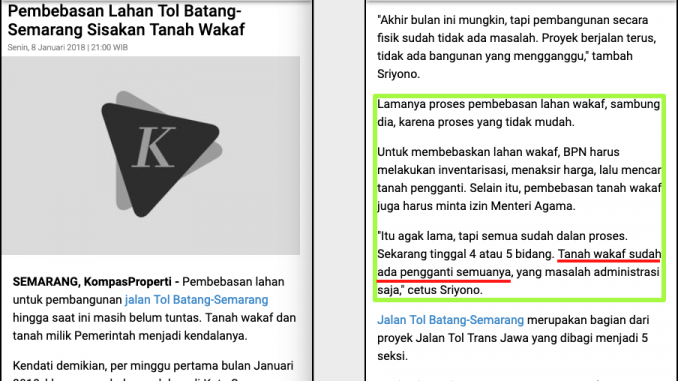 Pembebasan Lahan Tol Batang-
Semarang Sisakan Tanah Wakaf
Senin, 8 Januari 2018 | 21:00 WIB
K
SEMARANG, KompasProperti - Pembebasan lahan
untuk pembangunan jalan Tol Batang-Semarang
hingga saat ini masih belum tuntas. Tanah wakaf dan
tanah milik Pemerintah menjadi kendalanya.
Kendati demikian, per minggu pertama bulan Januari
"Akhir bulan ini mungkin, tapi pembangunan secara
fisik sudah tidak ada masalah. Proyek berjalan terus,
tidak ada bangunan yang mengganggu," tambah
Sriyono.
Lamanya proses pembebasan lahan wakaf, sambung
dia, karena proses yang tidak mudah.
Untuk membebaskan lahan wakaf, BPN harus
melakukan inventarisasi, menaksir harga, lalu mencar
tanah pengganti. Selain itu, pembebasan tanah wakaf
juga harus minta izin Menteri Agama.
"Itu agak lama, tapi semua sudah dalan proses.
Sekarang tinggal 4 atau 5 bidang. Tanah wakaf sudah
ada pengganti semuanya, yang masalah administrasi
saja," cetus Sriyono.
Jalan Tol Batang-Semarang merupakan bagian dari
proyek Jalan Tol Trans Jawa yang dibagi menjadi 5
seksi.